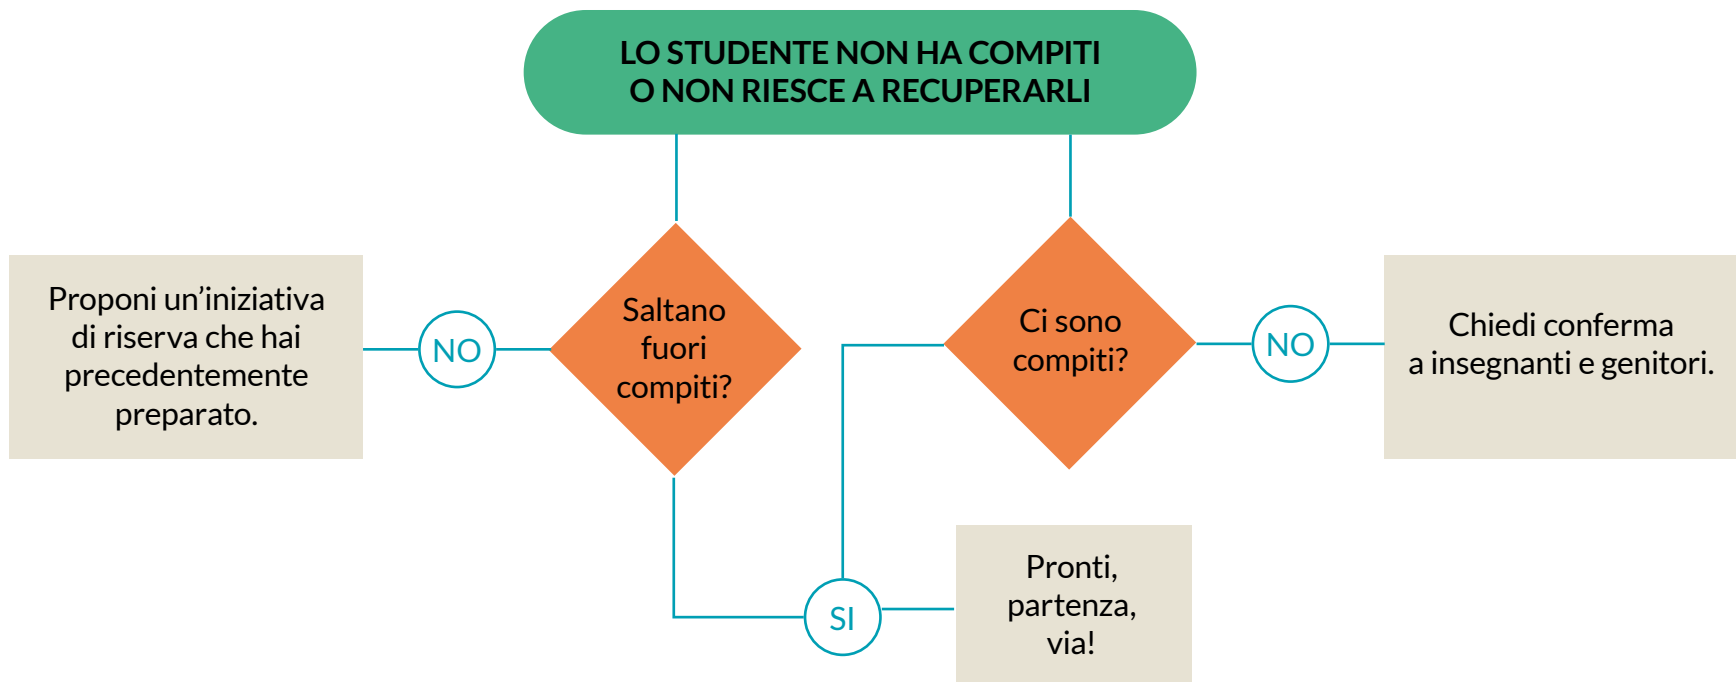 LO STUDENTE NON HA COMPITI
O NON RIESCE A RECUPERARLI
Proponi un'iniziativa
di riserva che hai
precedentemente
preparato.
NO
Saltano
fuori
compiti?
Ci sono
compiti?
NO
Chiedi conferma
a insegnanti e genitori.
SI
Pronti,
partenza,
via!